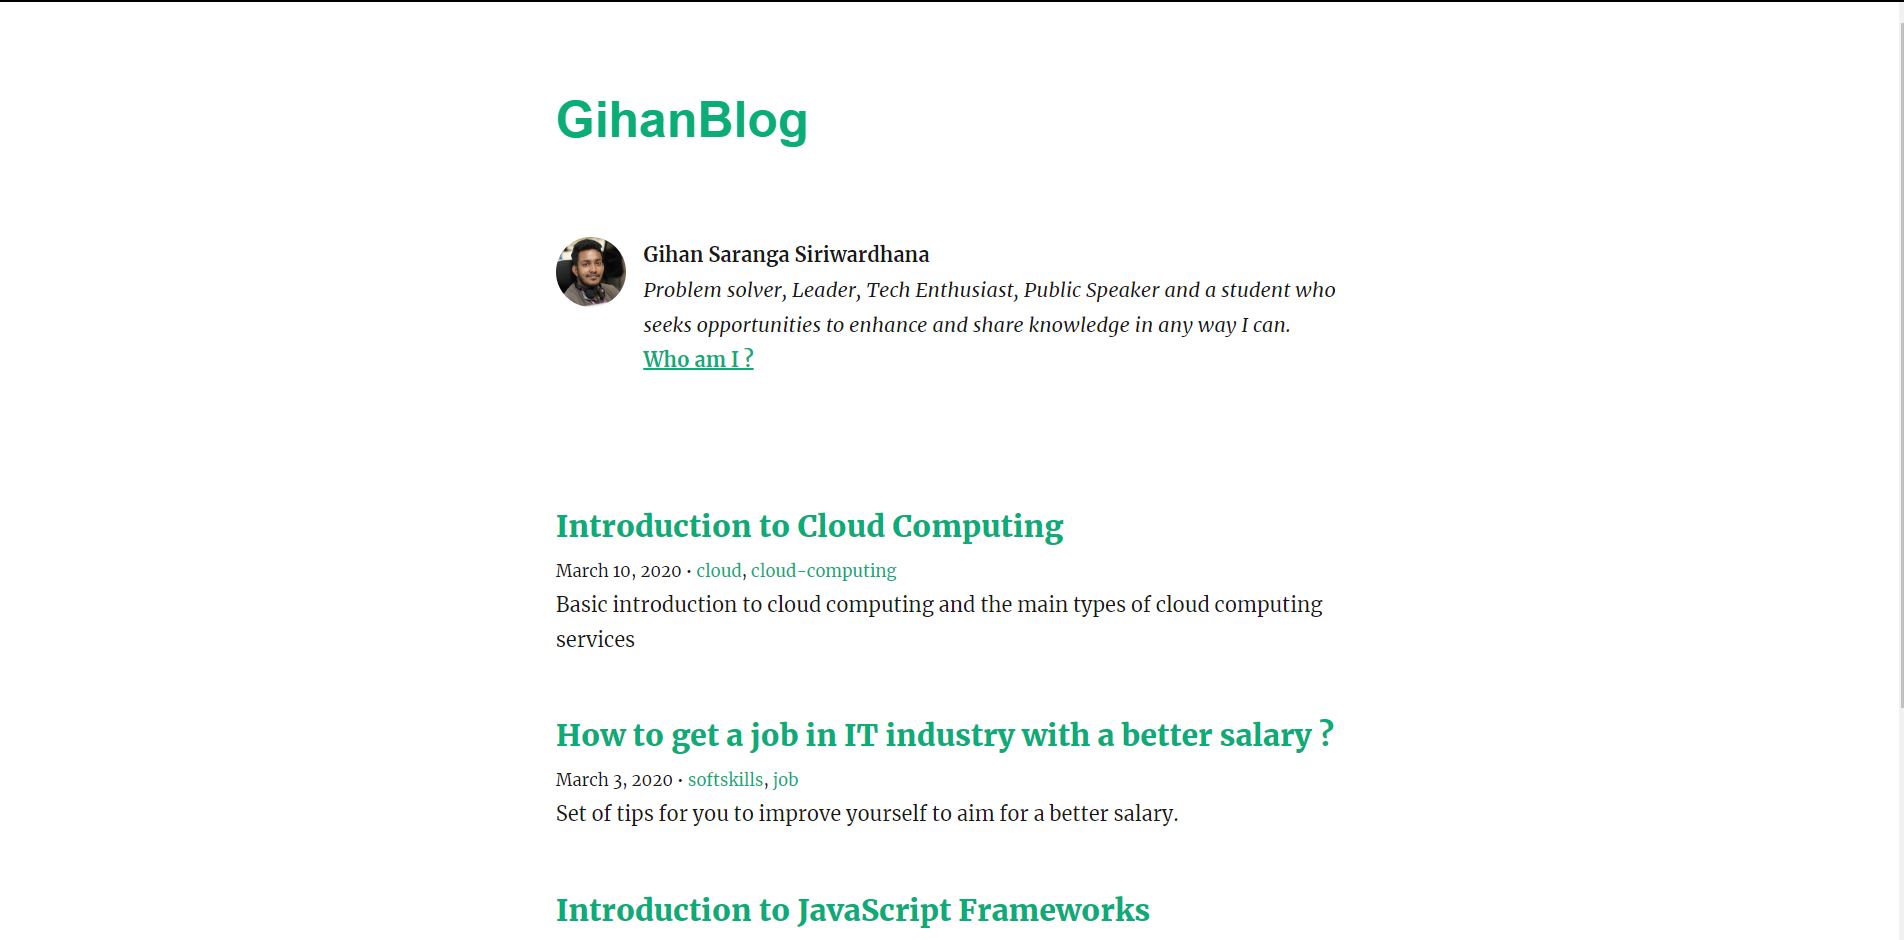 GihanBlog
Gihan Saranga Siriwardhana
Problem solver, Leader, Tech Enthusiast, Public Speaker and a student who
seeks opportunities to enhance and share knowledge in any way I can.
Who am I ?
Introduction to Cloud Computing
March 10, 2020 • cloud, cloud-computing
Basic introduction to cloud computing and the main types of cloud computing
services
How to get a job in IT industry with a better salary ?
March 3, 2020 • softskills, job
Set of tips for you to improve yourself to aim for a better salary.
Introduction to JavaScript Frameworks